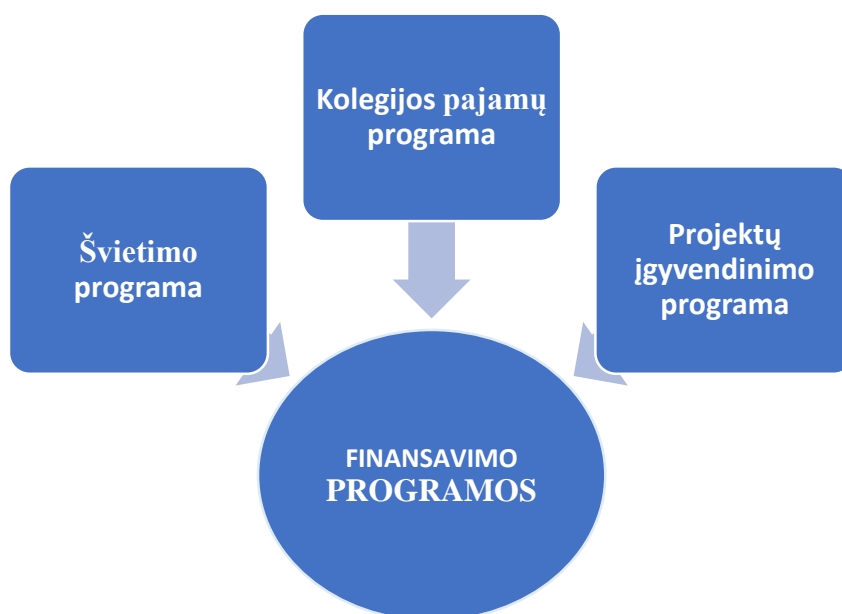 Kolegijos pajamų
programa
Švietimo
programa
Projektų
įgyvendinimo
programa
FINANSAVIMO
PROGRAMOS